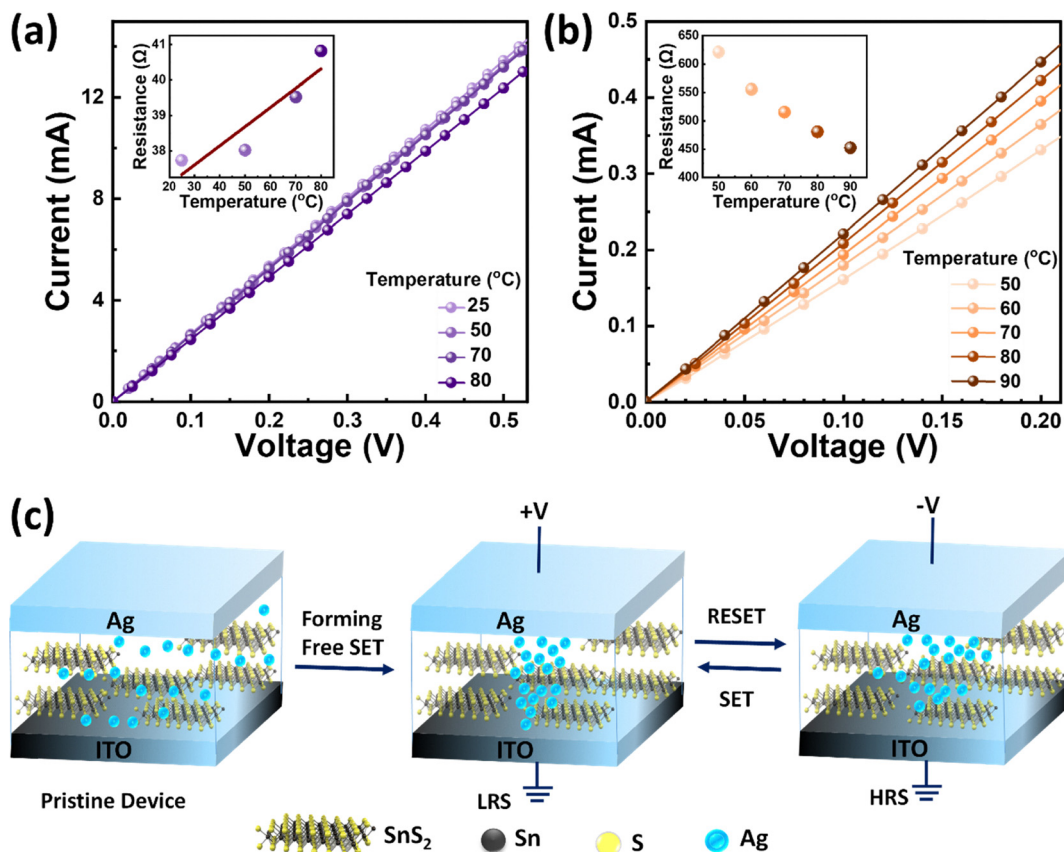 (a)
Current (mA)
12
8
4
0
0.0 0.1 0.2 0.3 0.4 0.5
Voltage (V)
Resistance (Ω)
41
40
39
38
20 30 40 50 60 70 80
Temperature (°C)
Temperature (°C)
25
50
70
80
(b)
Current (mA)
0.5
0.4
0.3
0.2
0.1
0.0
0.00 0.05 0.10 0.15 0.20
Voltage (V)
Resistance (Ω)
650
600
550
500
450
400
50 60 70 80 90
Temperature (°C)
Temperature (°C)
50
60
70
80
90
(c)
Ag
ITO
Pristine Device
Forming
Free SET
+V
Ag
ITO
LRS
RESET
SET
-V
Ag
ITO
HRS
SnS₂ Sn S Ag